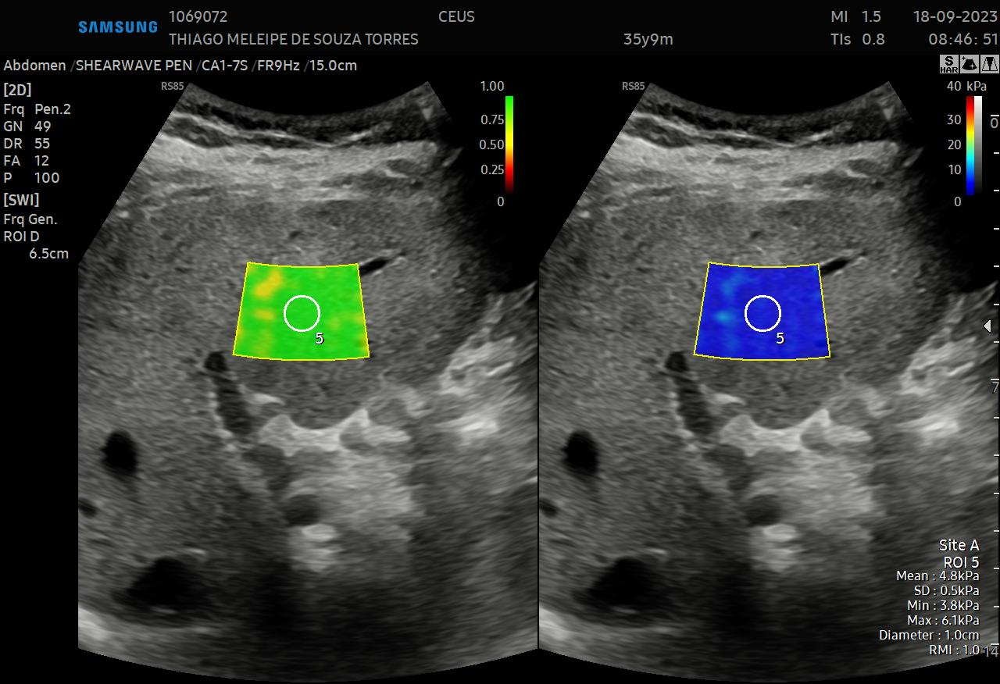 SAMSUNG
1069072 CEUS MI 1.5 18-09-2023
THIAGO MELEIPE DE SOUZA TORRES 35y9m TIs 0.8 08:46: 51
Abdomen /SHEARWAVE PEN /CA1-7S /FR9Hz /15.0cm
S
HAR
[2D]
Frq Pen.2
GN 49
DR 55
FA 12
P 100
[SWI]
Frq Gen.
ROI D
6.5cm
RS85
1.00
0.75
0.50
0.25
0
5
RS85
40 kPa
30
20
10
0
5
0
7
14
Site A
ROI 5
Mean : 4.8kPa
SD : 0.5kPa
Min : 3.8kPa
Max : 6.1kPa
Diameter : 1.0cm
RMI : 1.0